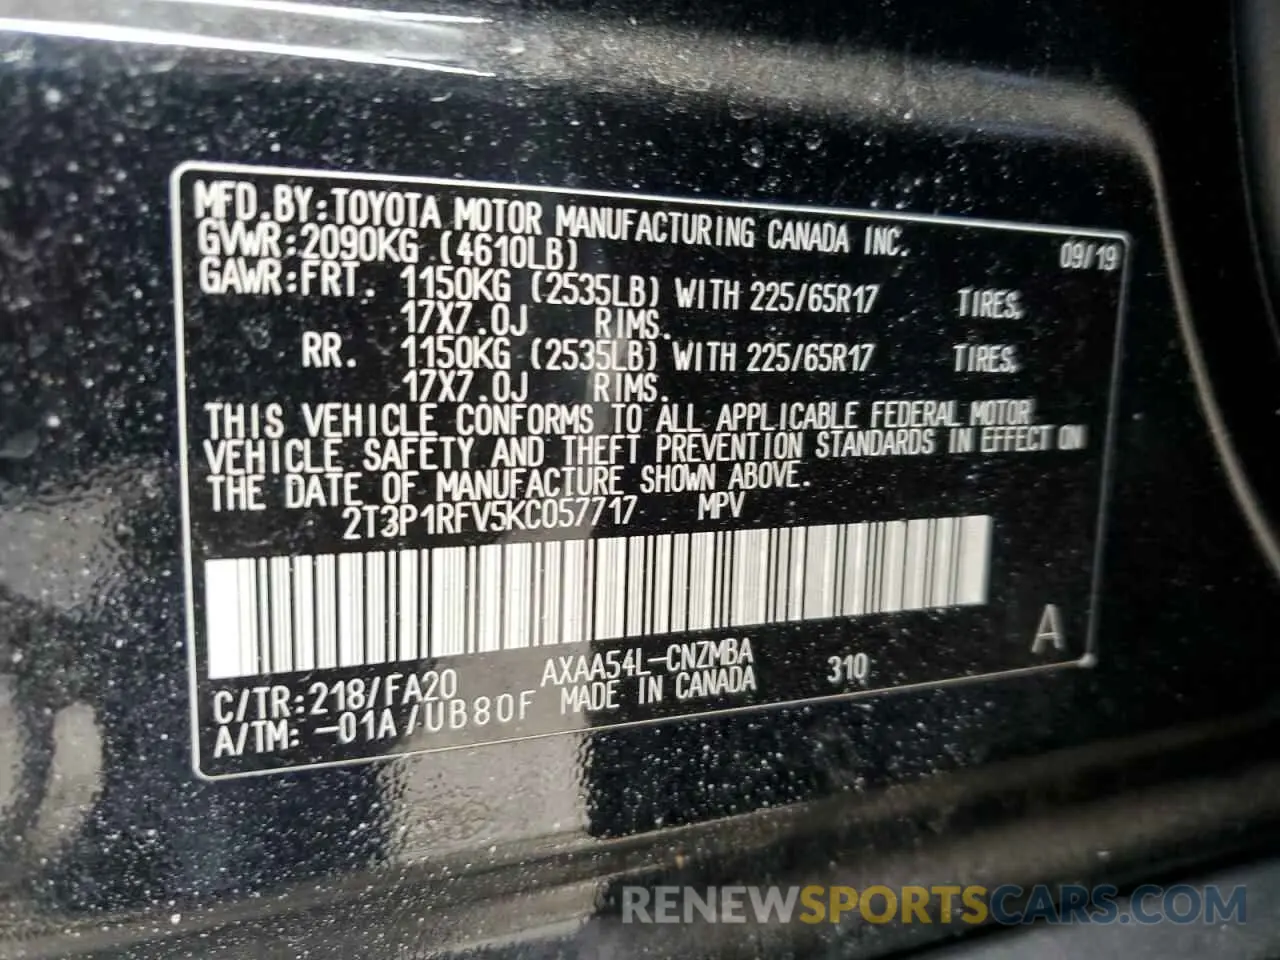 MFD.BY:TOYOTA MOTOR MANUFACTURING CANADA INC.
GVWR:2090KG (4610LB) 09/19
GAWR:FRT. 1150KG (2535LB) WITH 225/65R17 TIRES,
17X7.0J RIMS.
RR. 1150KG (2535LB) WITH 225/65R17 TIRES,
17X7.0J RIMS.
THIS VEHICLE CONFORMS TO ALL APPLICABLE FEDERAL MOTOR
VEHICLE SAFETY AND THEFT PREVENTION STANDARDS IN EFFECT ON
THE DATE OF MANUFACTURE SHOWN ABOVE.
2T3P1RFV5KC057717 MPV
A
C/TR:218/FA20 AXAA54L-CNZMBA 310
A/TM: -01A/UB80F MADE IN CANADA
RENEWSPORTSCARS.COM